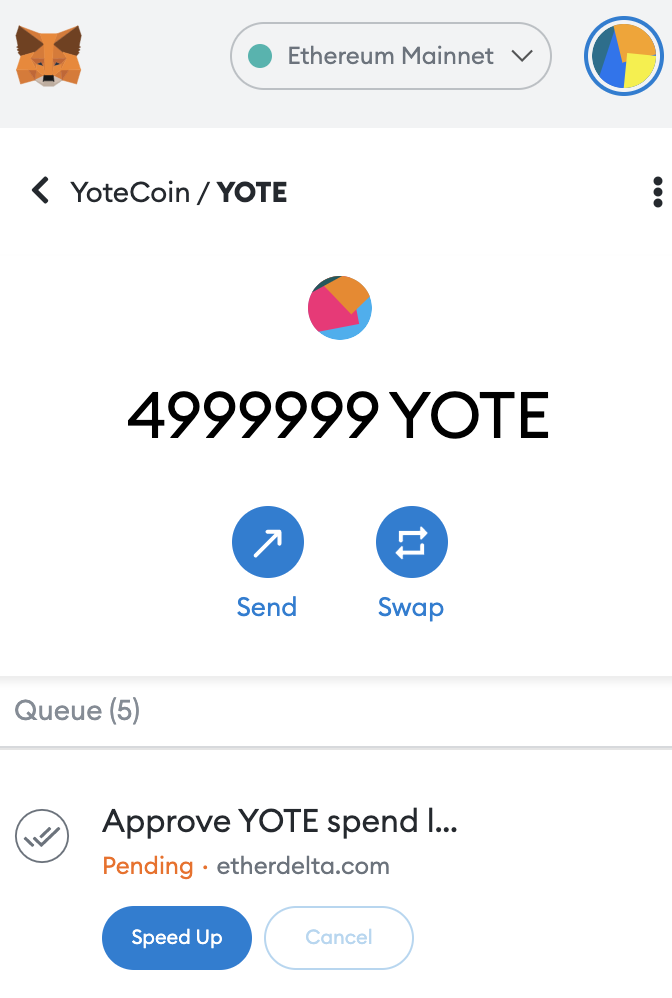 Ethereum Mainnet
YoteCoin / YOTE
4999999 YOTE
Send Swap
Queue (5)
Approve YOTE spend l...
Pending · etherdelta.com
Speed Up Cancel